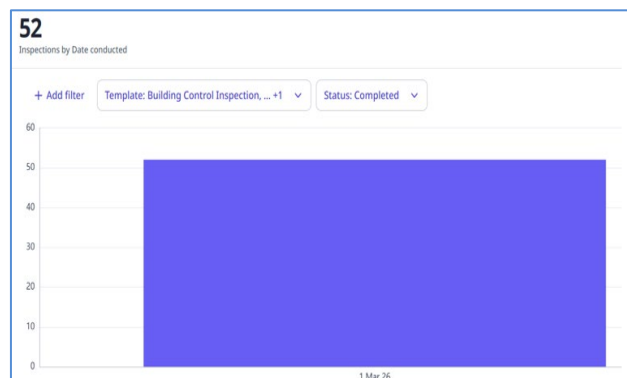 52
Inspections by Date conducted
+ Add filter
Template: Building Control Inspection, ... +1
Status: Completed
60
50
40
30
20
10
0
1 Mar 26